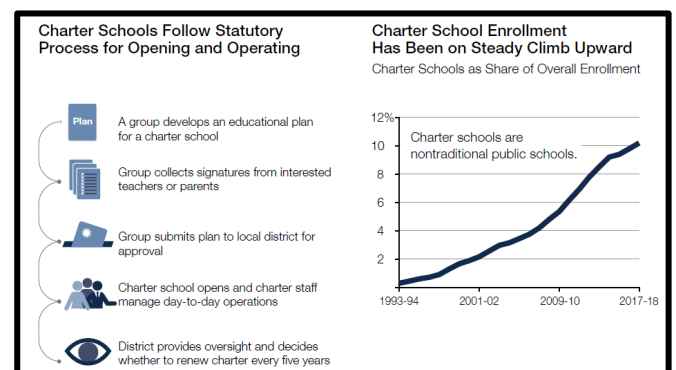 Charter Schools Follow Statutory
Process for Opening and Operating
Plan
A group develops an educational plan
for a charter school
Group collects signatures from interested
teachers or parents
Group submits plan to local district for
approval
Charter school opens and charter staff
manage day-to-day operations
District provides oversight and decides
whether to renew charter every five years
Charter School Enrollment
Has Been on Steady Climb Upward
Charter Schools as Share of Overall Enrollment
12%
10
8
6
4
2
Charter schools are
nontraditional public schools.
1993-94
2001-02
2009-10
2017-18